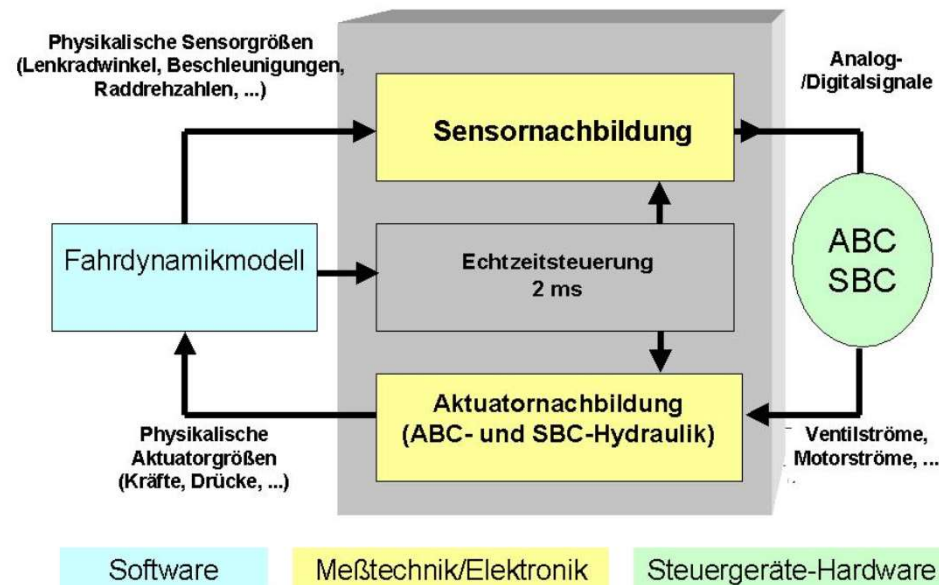 Physikalische Sensorgrößen
(Lenkradwinkel, Beschleunigungen,
Raddrehzahlen, ...)
Analog-
/Digitalsignale
Sensornachbildung
Fahrdynamikmodell
Echtzeitsteuerung
2 ms
ABC
SBC
Aktuatornachbildung
(ABC- und SBC-Hydraulik)
Physikalische
Aktuatorgrößen
(Kräfte, Drücke, ...)
Ventilströme,
Motorströme, ...
Software
Meßtechnik/Elektronik
Steuergeräte-Hardware